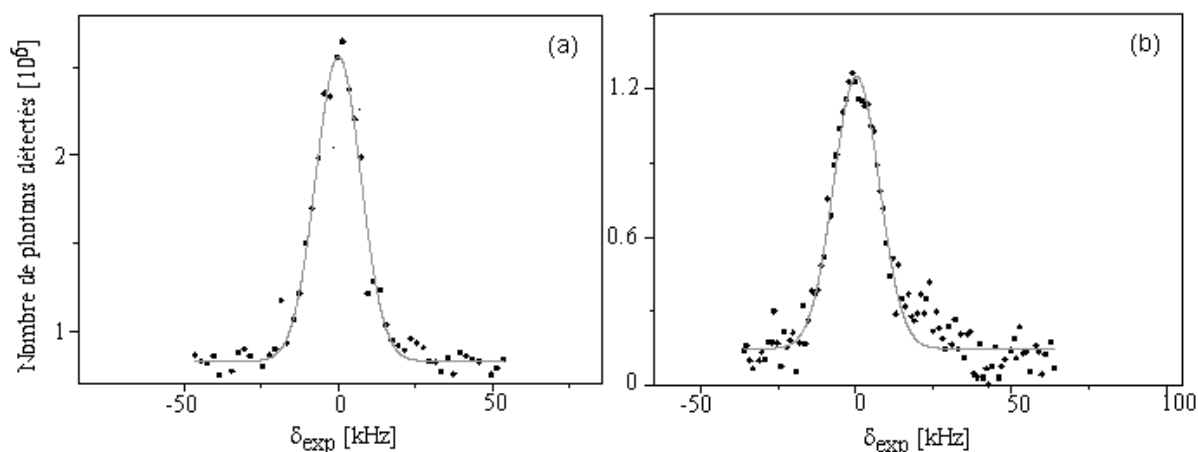 Nombre de photons détectés [10⁶]
(a)
2
1
-50
0
50
δexp [kHz]
(b)
1.2
0.6
0
-50
0
50
100
δexp [kHz]